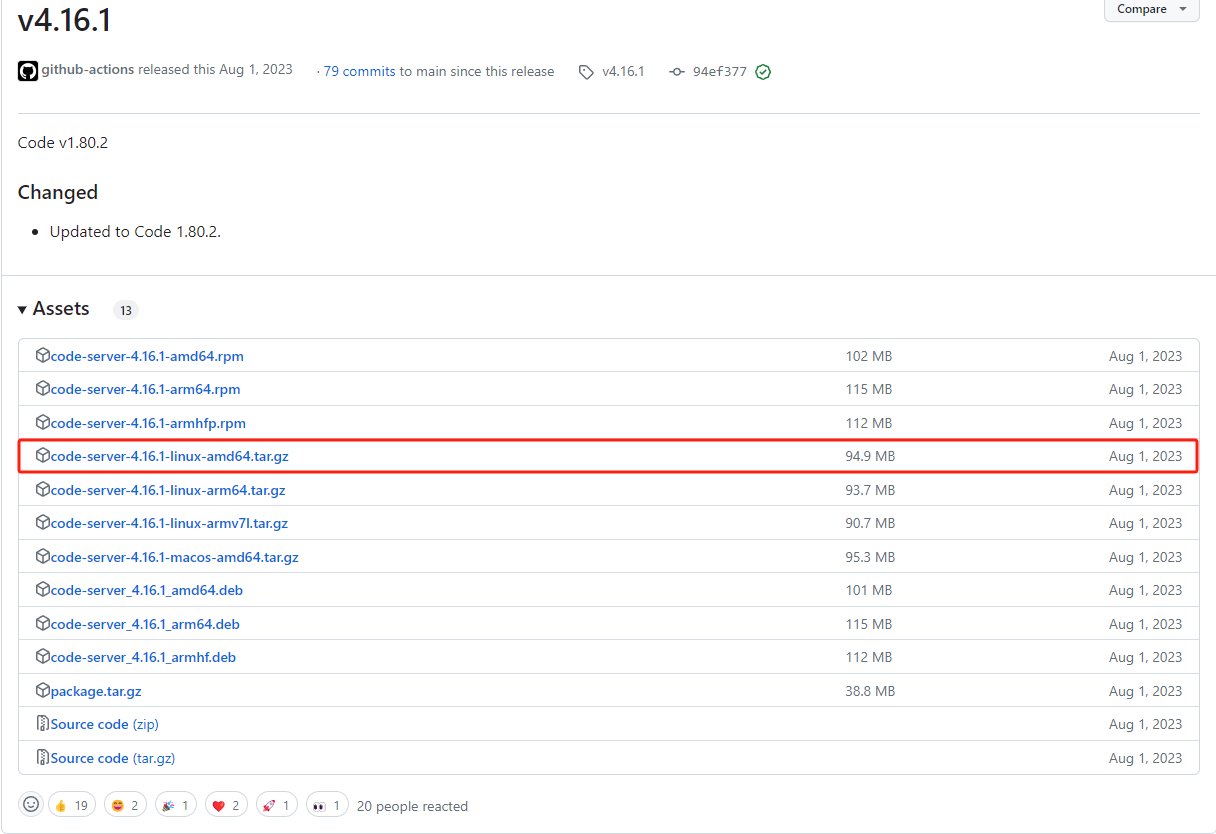 v4.16.1
Compare
github-actions released this Aug 1, 2023 · 79 commits to main since this release v4.16.1 94ef377
Code v1.80.2
Changed
• Updated to Code 1.80.2.
Assets 13
code-server-4.16.1-amd64.rpm 102 MB Aug 1, 2023
code-server-4.16.1-arm64.rpm 115 MB Aug 1, 2023
code-server-4.16.1-armhfp.rpm 112 MB Aug 1, 2023
code-server-4.16.1-linux-amd64.tar.gz 94.9 MB Aug 1, 2023
code-server-4.16.1-linux-arm64.tar.gz 93.7 MB Aug 1, 2023
code-server-4.16.1-linux-armv7l.tar.gz 90.7 MB Aug 1, 2023
code-server-4.16.1-macos-amd64.tar.gz 95.3 MB Aug 1, 2023
code-server_4.16.1_amd64.deb 101 MB Aug 1, 2023
code-server_4.16.1_arm64.deb 115 MB Aug 1, 2023
code-server_4.16.1_armhf.deb 112 MB Aug 1, 2023
package.tar.gz 38.8 MB Aug 1, 2023
Source code (zip) Aug 1, 2023
Source code (tar.gz) Aug 1, 2023
👍 19 😄 2 🎉 1 ❤️ 2 🚀 1 👀 1 20 people reacted